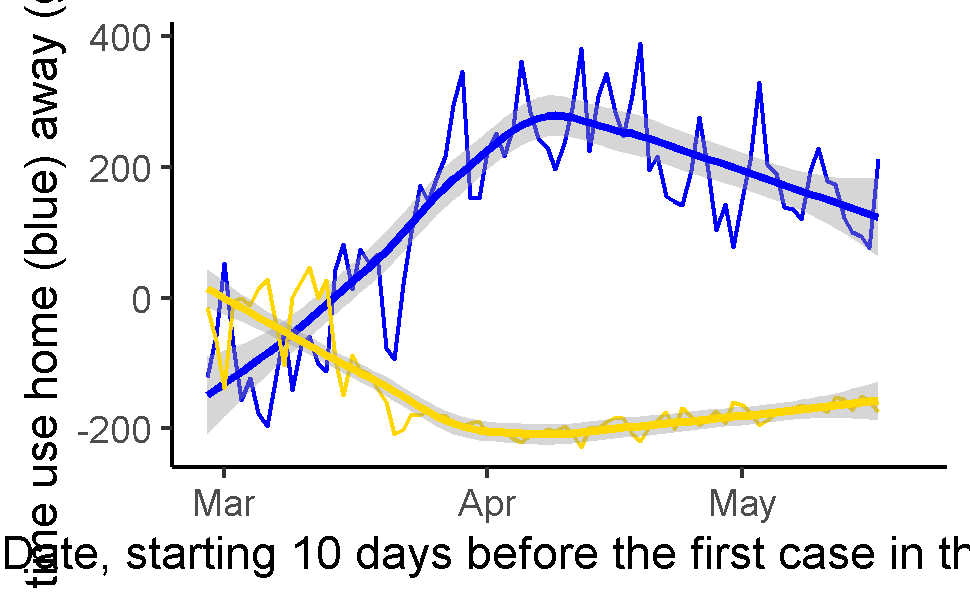 time use home (blue) away (
400
200
0
-200
Mar Apr May
Date, starting 10 days before the first case in th